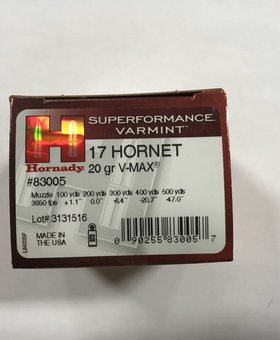 SUPERFORMANCE
VARMINT
H
Hornady
17 HORNET
20 gr V-MAX®
#83005
Muzzle 100 yds 200 yds 300 yds 400 yds 500 yds
3650 fps +1.1" 0.0" -6.4" -20.7" -47.0"
Lot# 3131516
MADE IN
THE USA
0 90255 83005 7